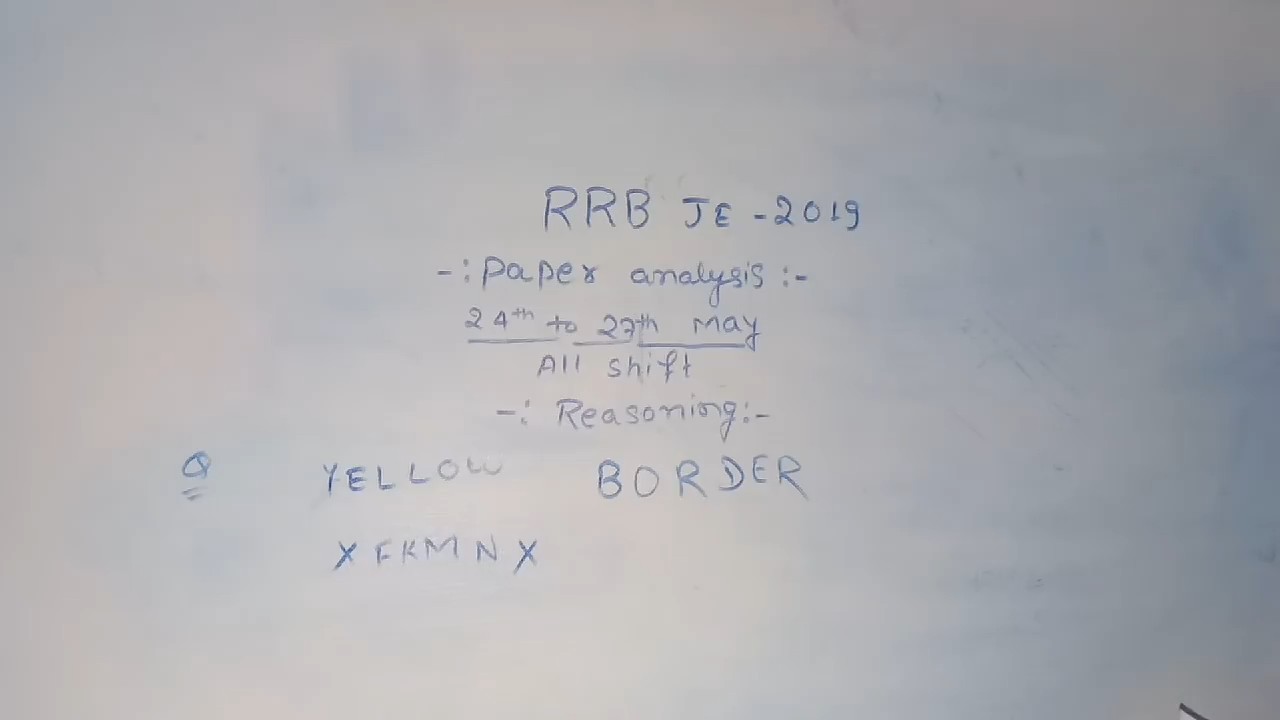 RRB JE - 2019
-: Paper analysis :-
24th to 27th May
All shift
-: Reasoning:-
Q YELLOW BORDER
XFKMNX